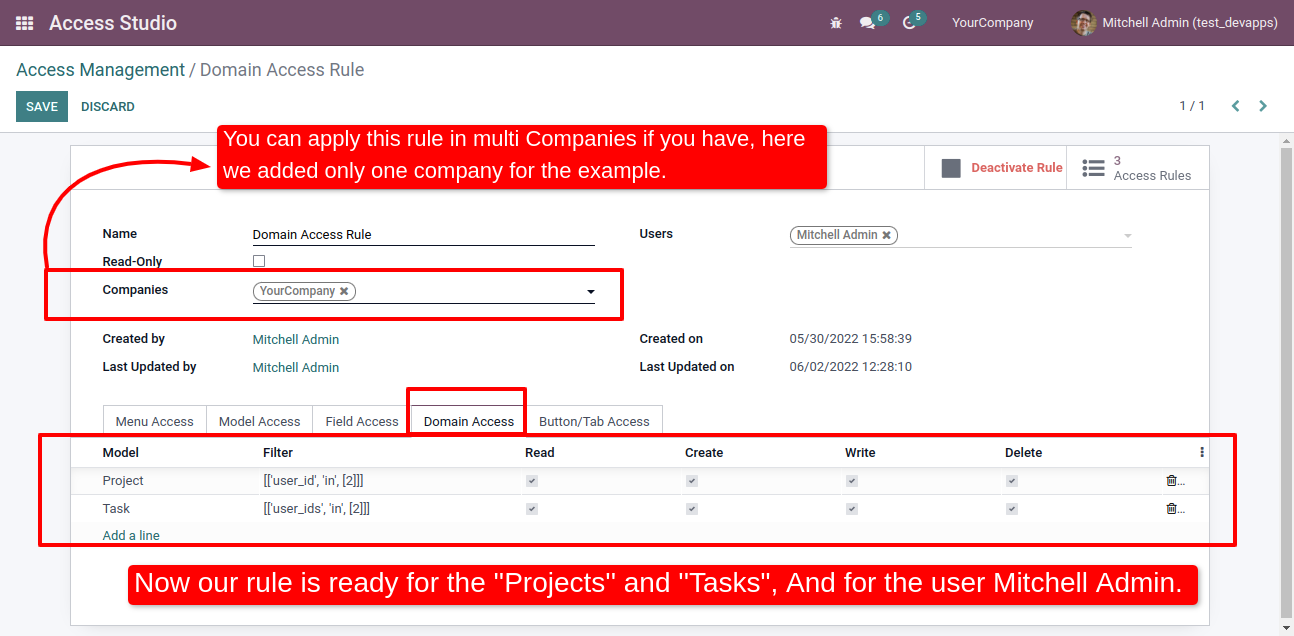 Access Studio 6 5 YourCompany Mitchell Admin (test_devapps)
Access Management / Domain Access Rule
SAVE DISCARD 1 / 1
You can apply this rule in multi Companies if you have, here
we added only one company for the example.
Deactivate Rule
3
Access Rules
Name Domain Access Rule Users Mitchell Admin ✖
Read-Only
Companies YourCompany ✖
Created by Mitchell Admin Created on 05/30/2022 15:58:39
Last Updated by Mitchell Admin Last Updated on 06/02/2022 12:28:10
Menu Access Model Access Field Access Domain Access Button/Tab Access
Model Filter Read Create Write Delete
Project [['user_id', 'in', [2]]] ...
Task [['user_ids', 'in', [2]]] ...
Add a line
Now our rule is ready for the "Projects" and "Tasks", And for the user Mitchell Admin.